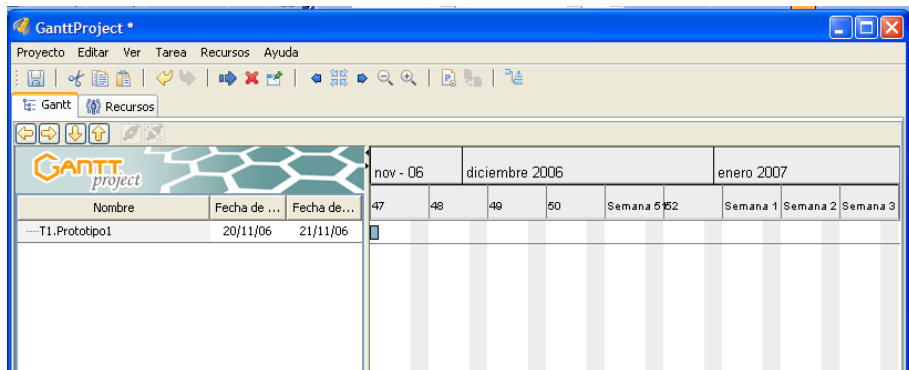 GanttProject *
Proyecto Editar Ver Tarea Recursos Ayuda
Gantt Recursos
GANTT project
nov - 06 diciembre 2006 enero 2007
Nombre Fecha de ... Fecha de... 47 48 49 50 Semana 51 52 Semana 1 Semana 2 Semana 3
T1.Prototipo1 20/11/06 21/11/06